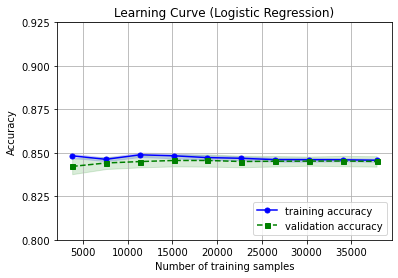 Learning Curve (Logistic Regression)
0.925
0.900
0.875
0.850
0.825
0.800
Accuracy
5000 10000 15000 20000 25000 30000 35000
Number of training samples
training accuracy
validation accuracy